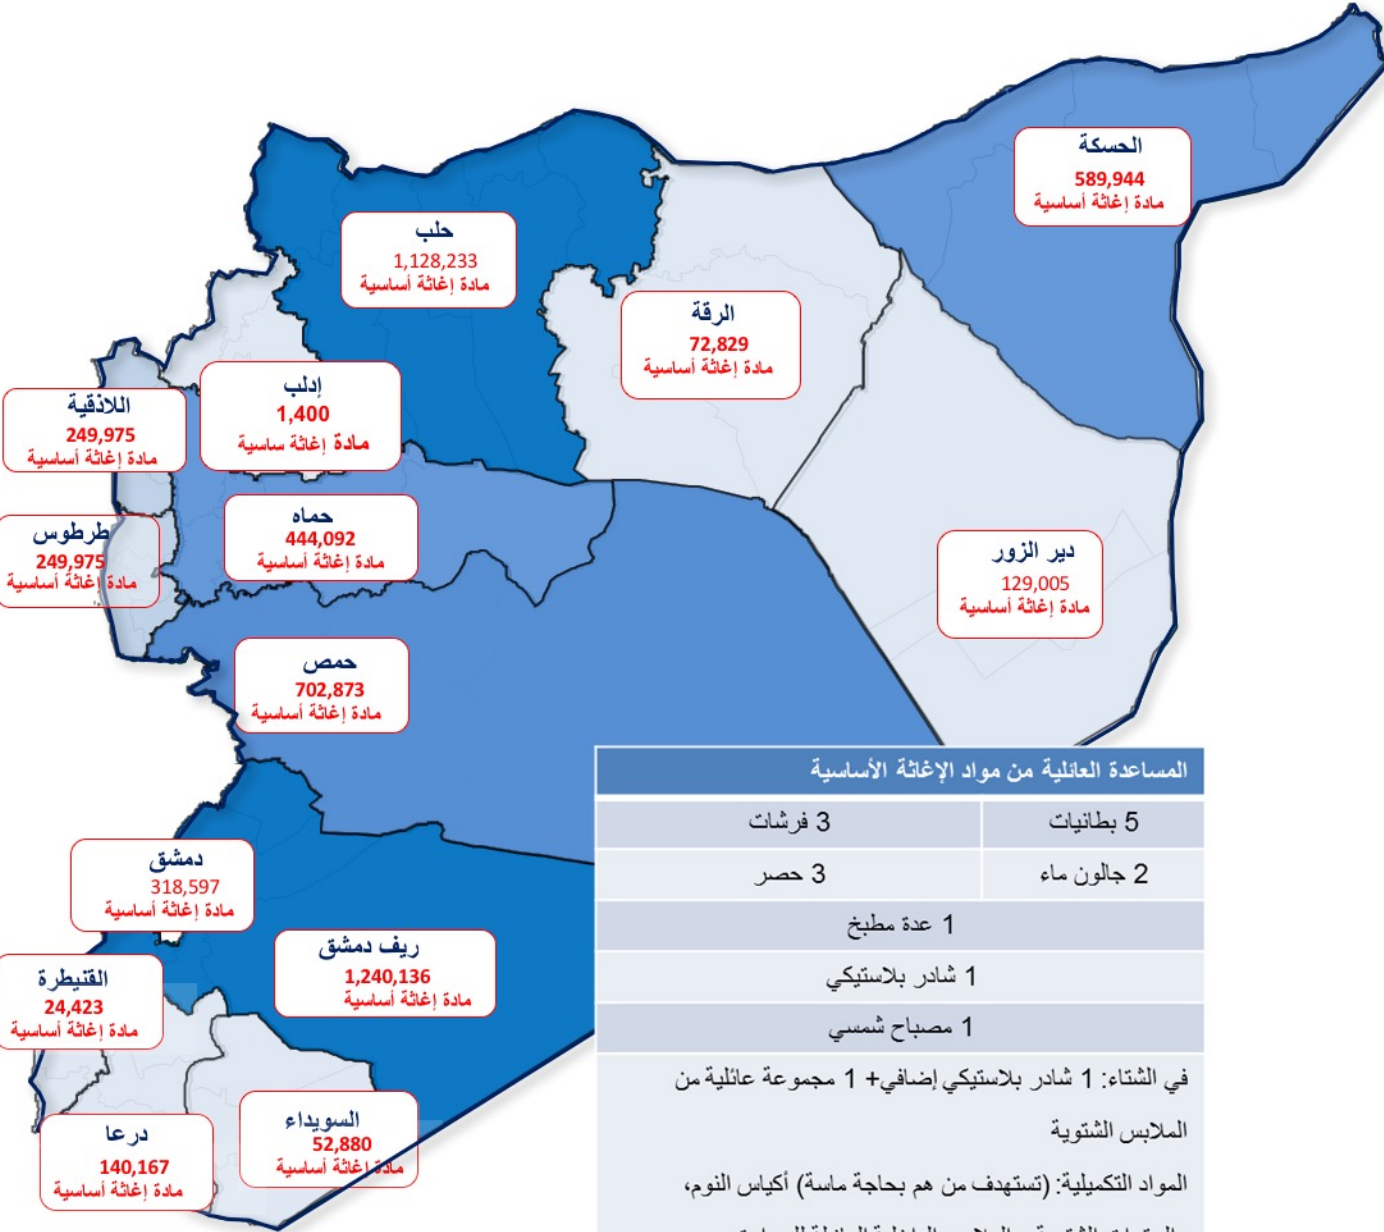 الحسكة
589,944
مادة إغاثة أساسية
حلب
1,128,233
مادة إغاثة أساسية
الرقة
72,829
مادة إغاثة أساسية
إدلب
1,400
مادة إغاثة ساسية
اللاذقية
249,975
مادة إغاثة أساسية
حماه
444,092
مادة إغاثة أساسية
طرطوس
249,975
مادة إغاثة أساسية
دير الزور
129,005
مادة إغاثة أساسية
حمص
702,873
مادة إغاثة أساسية
دمشق
318,597
مادة إغاثة أساسية
ريف دمشق
1,240,136
مادة إغاثة أساسية
القنيطرة
24,423
مادة إغاثة أساسية
السويداء
52,880
مادة إغاثة أساسية
درعا
140,167
مادة إغاثة أساسية
المساعدة العائلية من مواد الإغاثة الأساسية
5 بطانيات
3 فرشات
2 جالون ماء
3 حصر
1 عدة مطبخ
1 شادر بلاستيكي
1 مصباح شمسي
في الشتاء: 1 شادر بلاستيكي إضافي+ 1 مجموعة عائلية من
الملابس الشتوية
المواد التكميلية: (تستهدف من هم بحاجة ماسة) أكياس النوم،